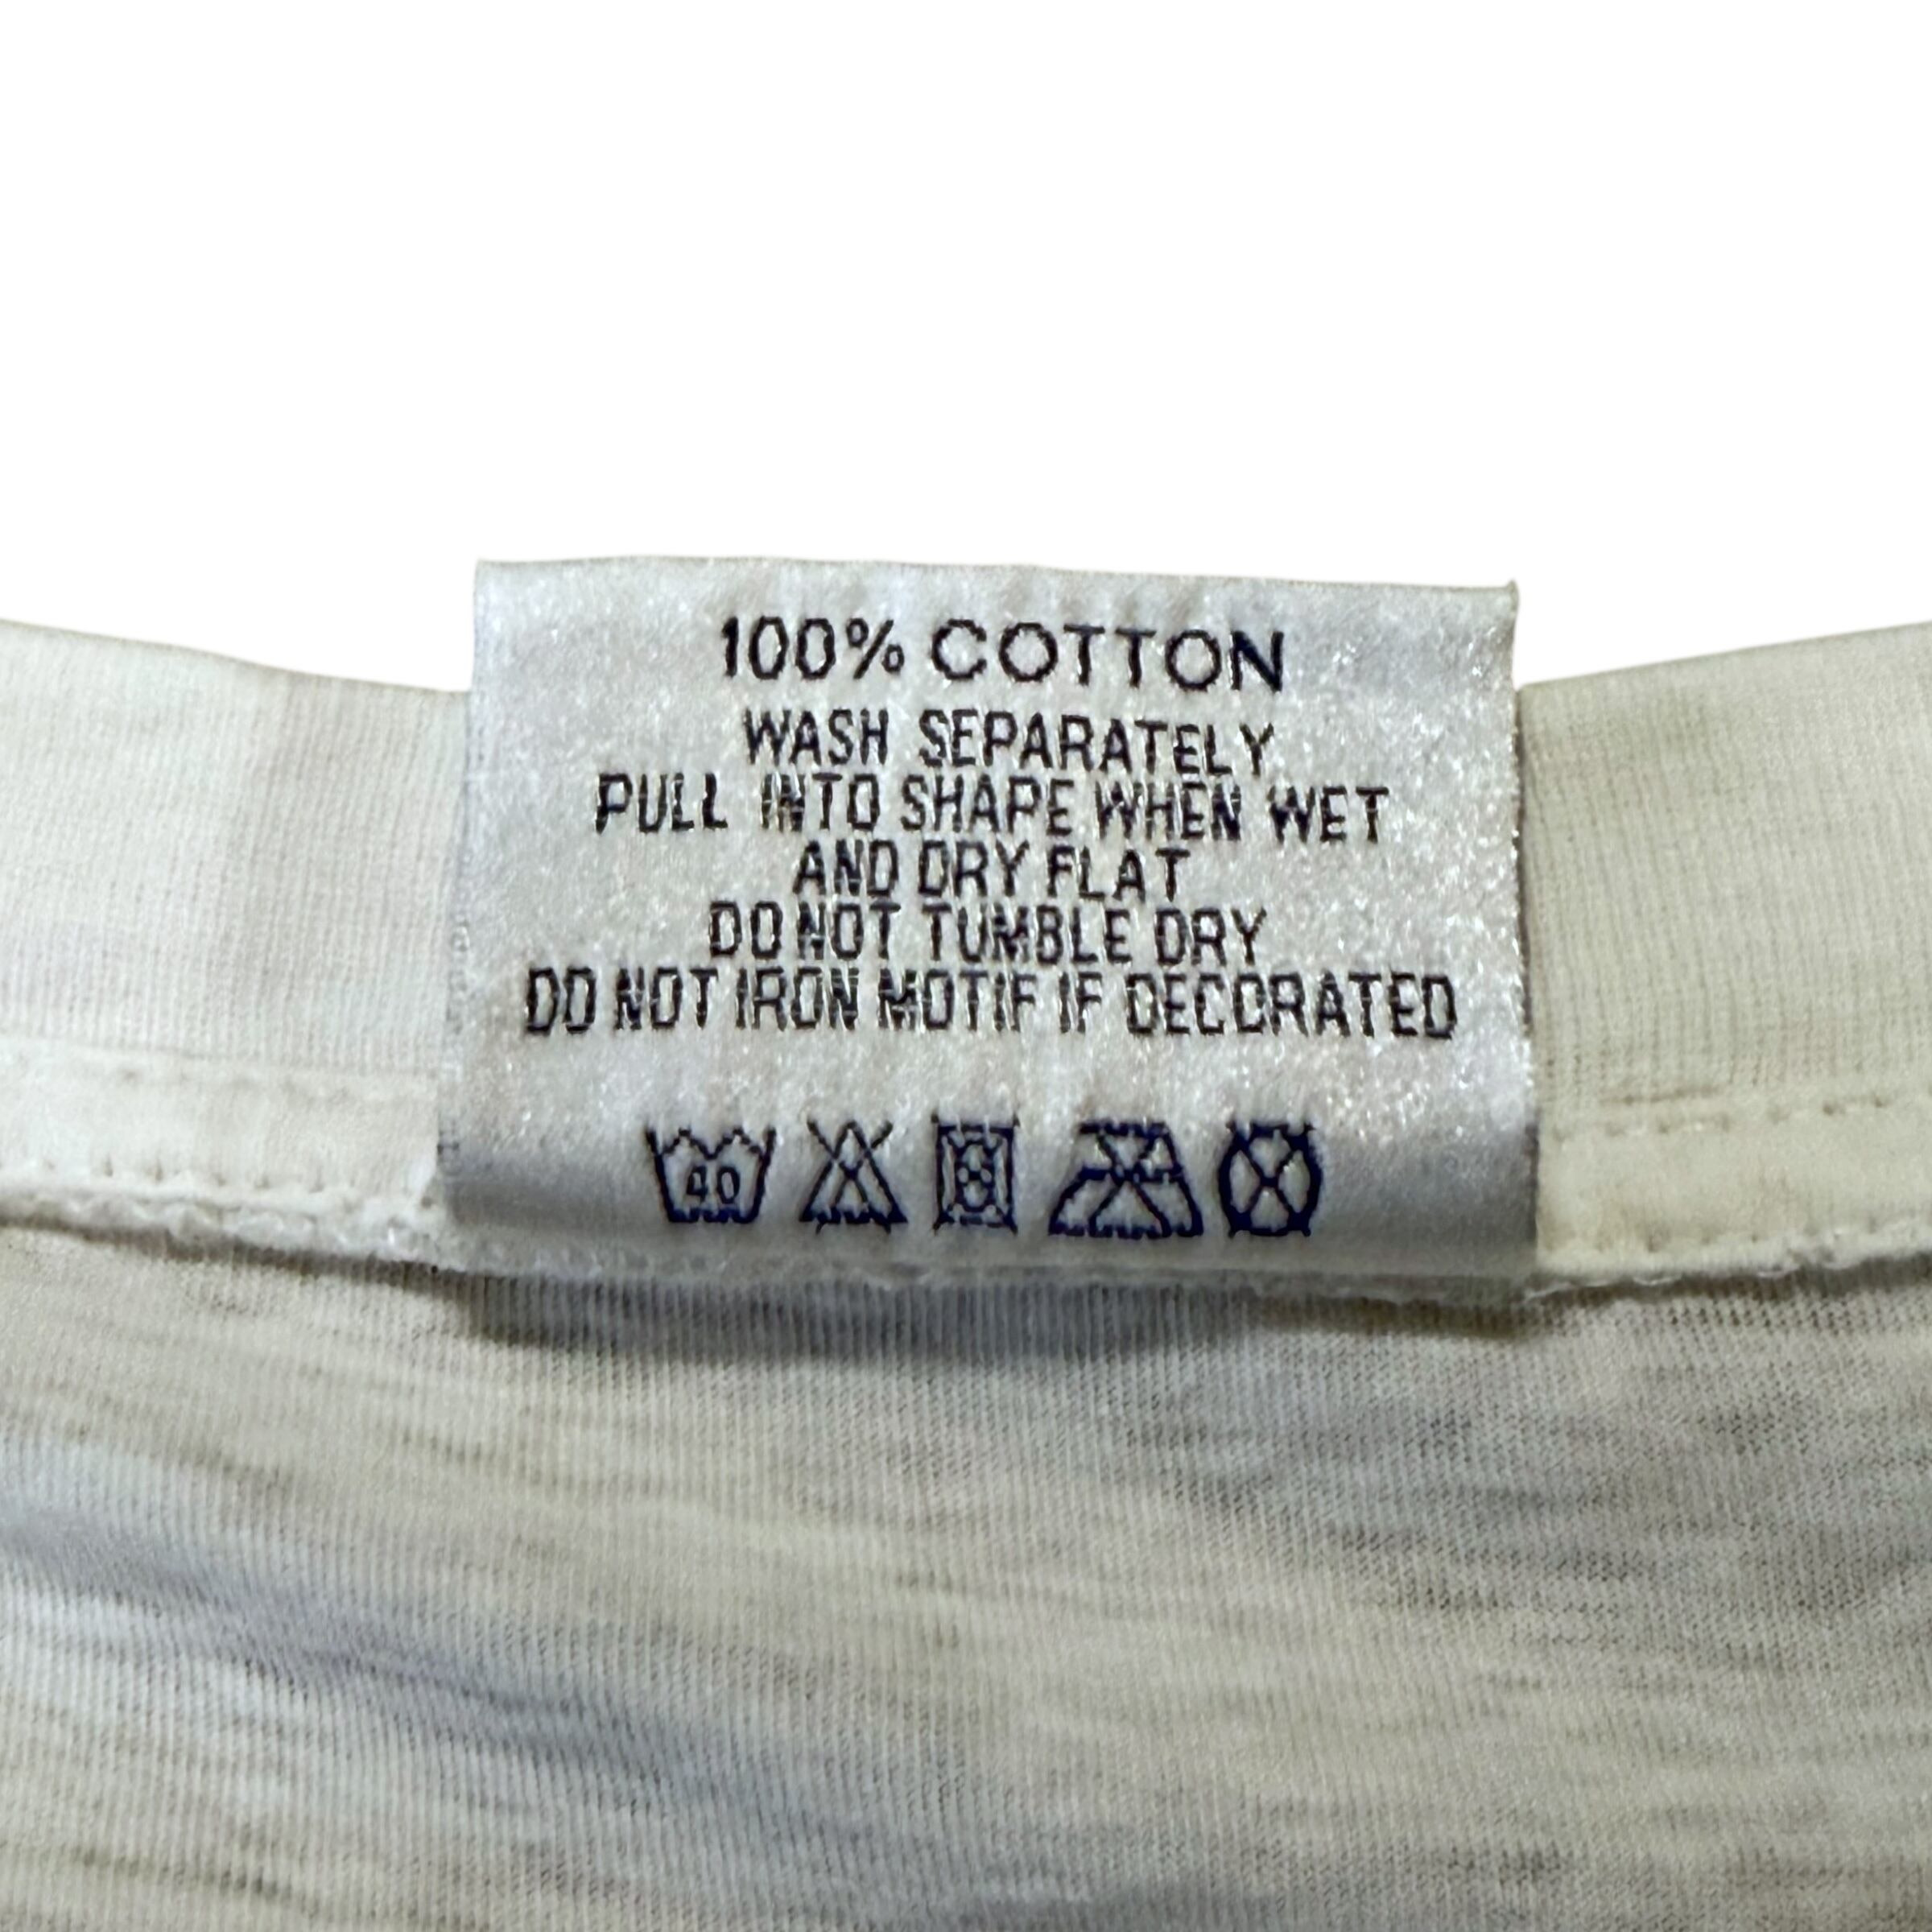 100% COTTON
WASH SEPARATELY
PULL INTO SHAPE WHEN WET
AND DRY FLAT
DO NOT TUMBLE DRY
DO NOT IRON MOTIF IF DECORATED
40